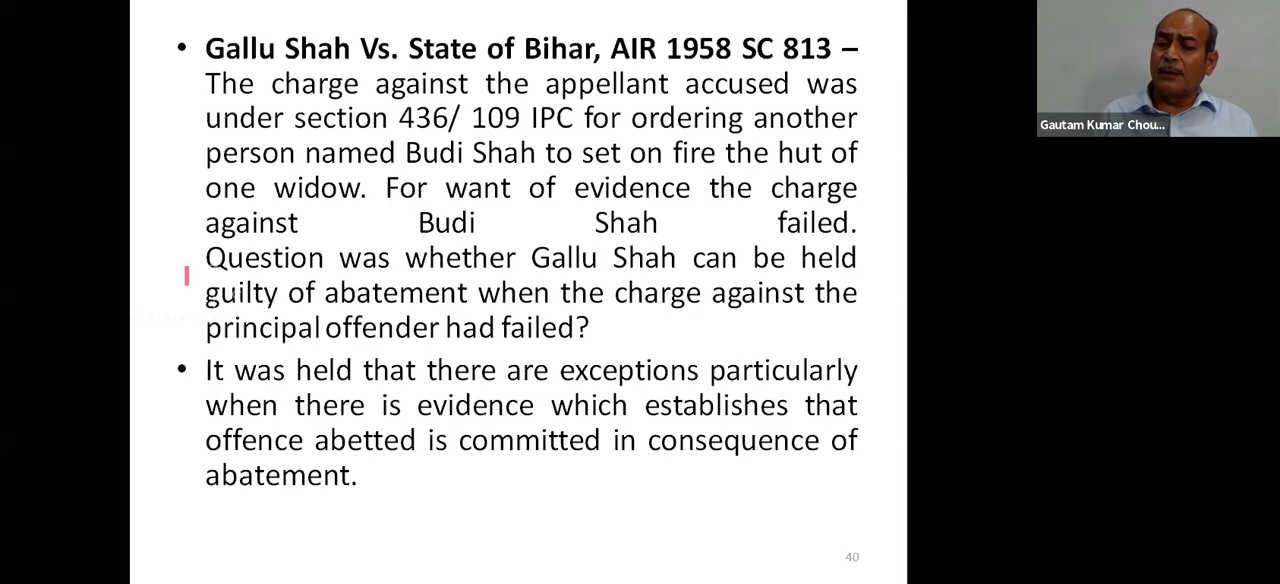 • Gallu Shah Vs. State of Bihar, AIR 1958 SC 813 –
The charge against the appellant accused was
under section 436/ 109 IPC for ordering another
person named Budi Shah to set on fire the hut of
one widow. For want of evidence the charge
against Budi Shah failed.
Question was whether Gallu Shah can be held
guilty of abatement when the charge against the
principal offender had failed?
• It was held that there are exceptions particularly
when there is evidence which establishes that
offence abetted is committed in consequence of
abatement.
40
Gautam Kumar Chou...